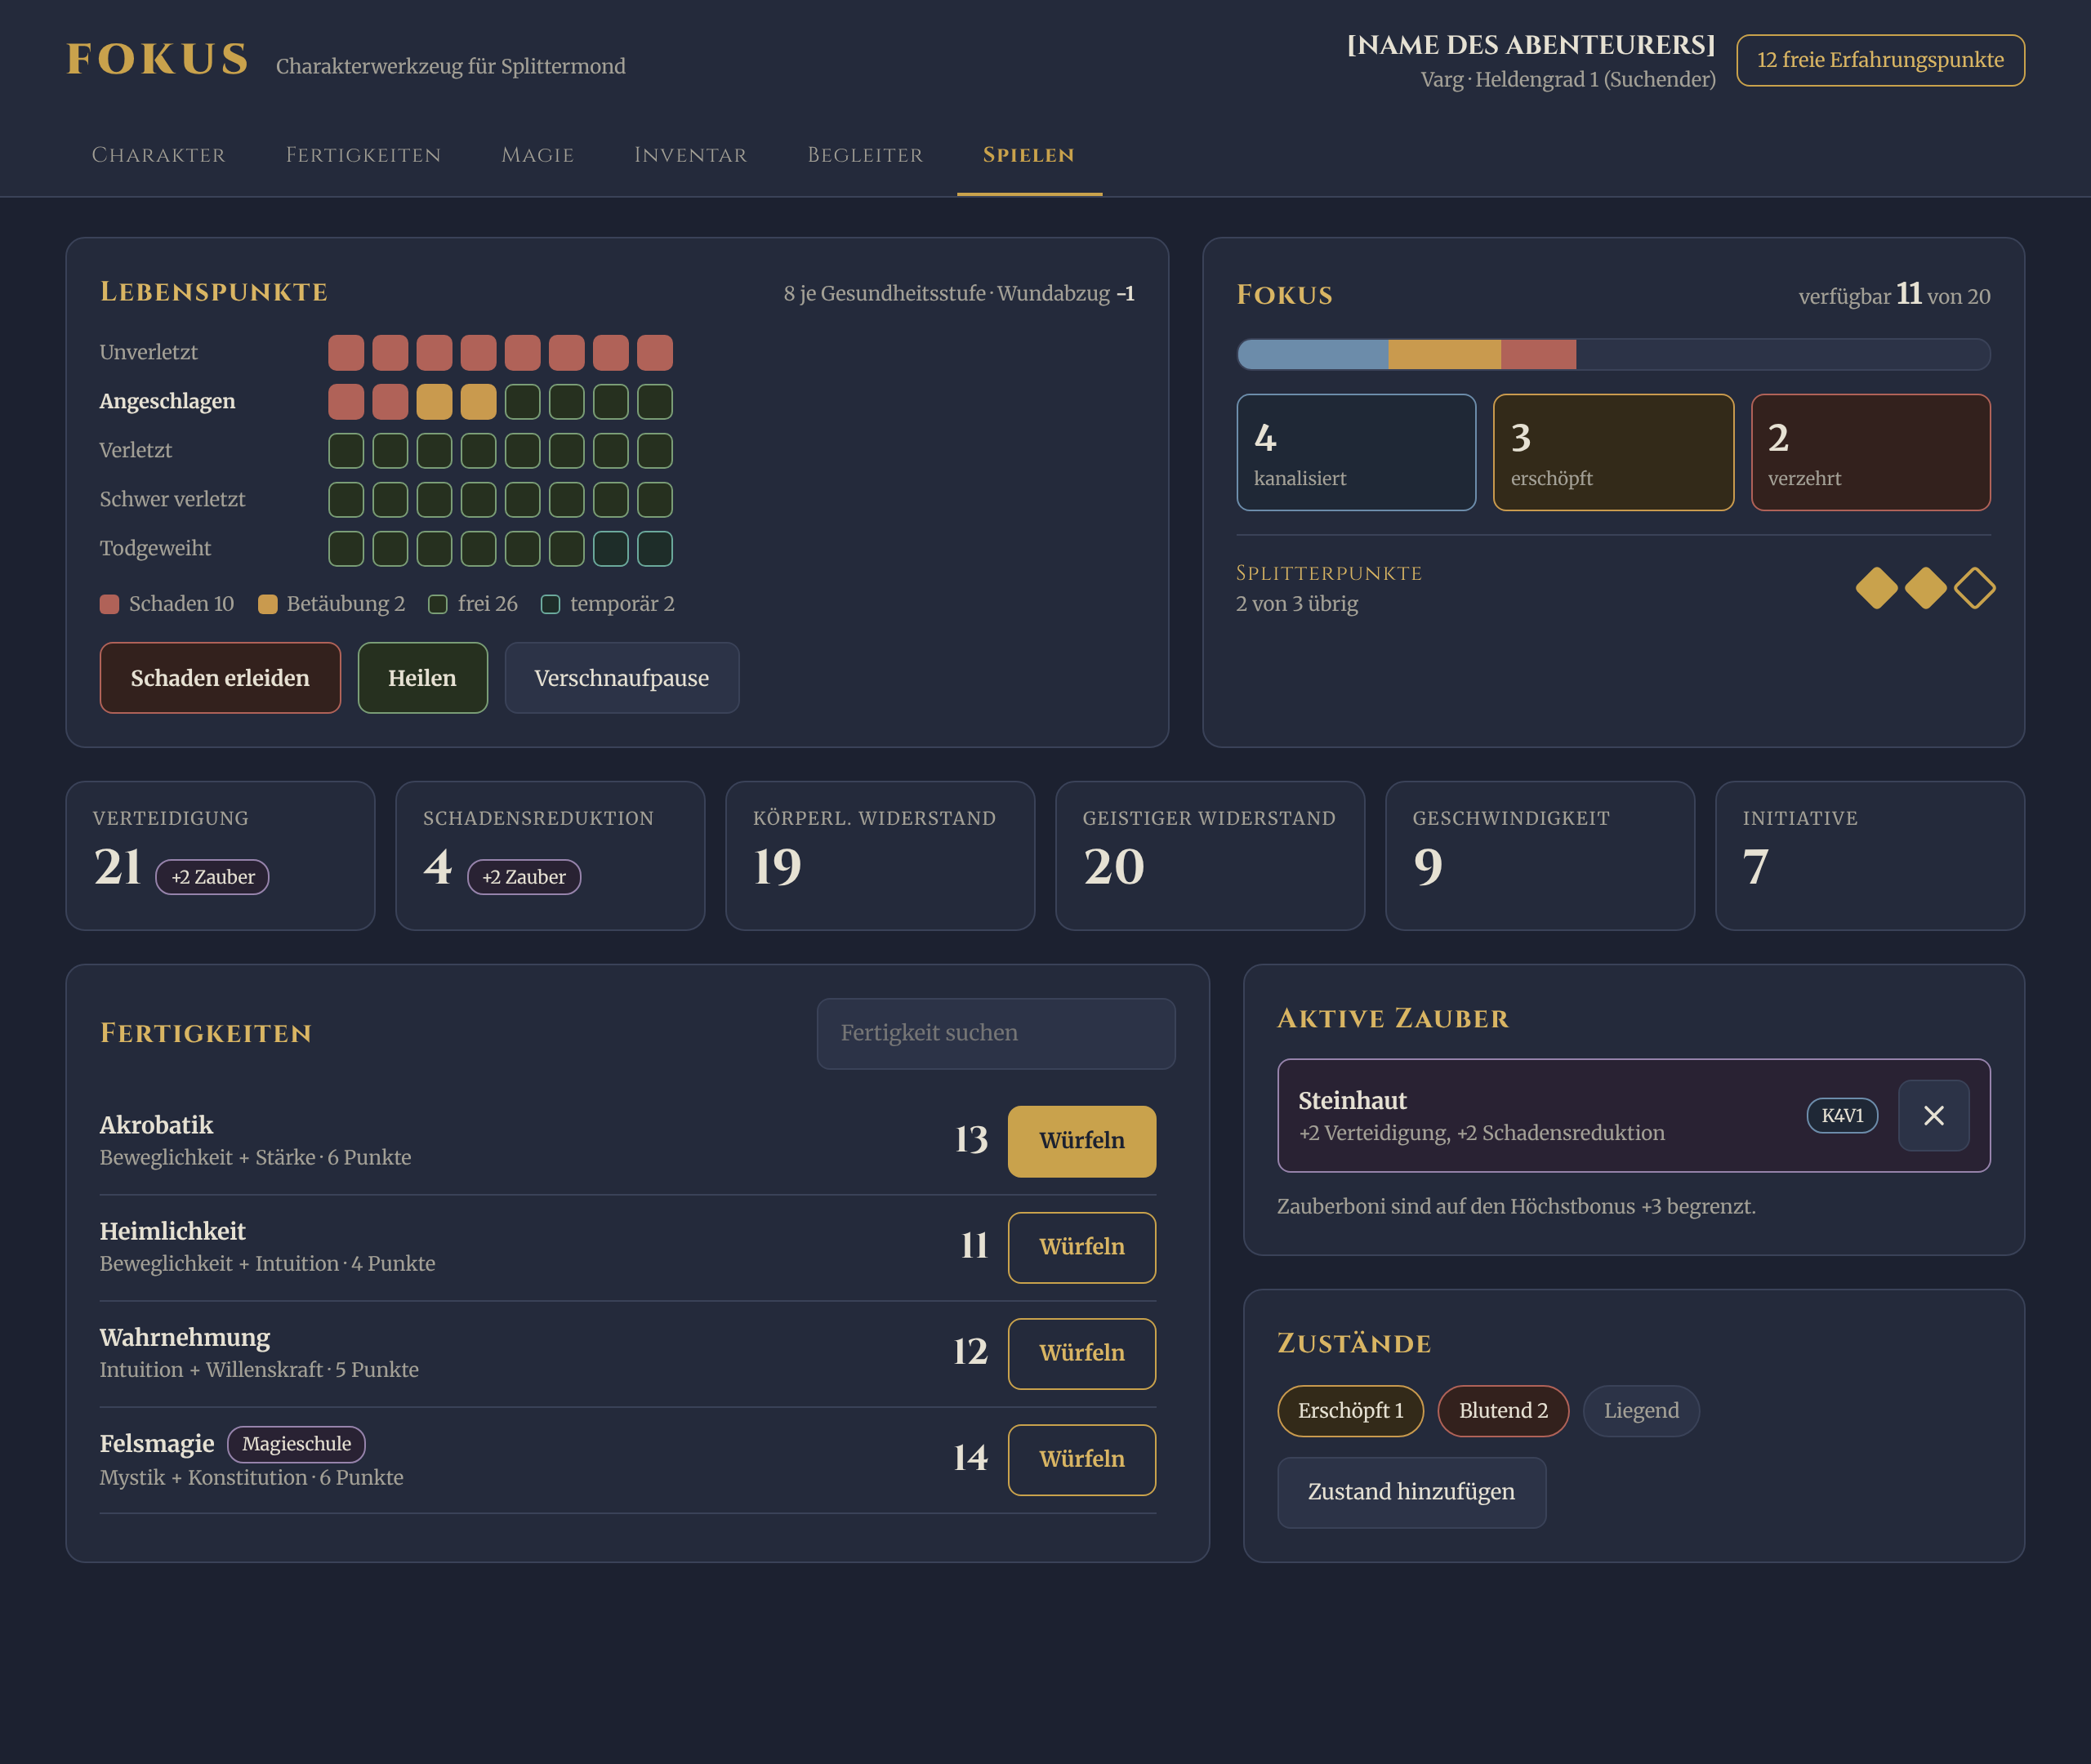 FOKUS
Charakterwerkzeug für Splittermond
[NAME DES ABENTEURERS]
Varg · Heldengrad 1 (Suchender)
12 freie Erfahrungspunkte
Charakter
Fertigkeiten
Magie
Inventar
Begleiter
Spielen
Lebenspunkte
8 je Gesundheitsstufe · Wundabzug −1
Unverletzt
Angeschlagen
Verletzt
Schwer verletzt
Todgeweiht
Schaden 10
Betäubung 2
frei 26
temporär 2
Schaden erleiden
Heilen
Verschnaufpause
Fokus
verfügbar 11 von 20
4
kanalisiert
3
erschöpft
2
verzehrt
Splitterpunkte
2 von 3 übrig
VERTEIDIGUNG
21 +2 Zauber
SCHADENSREDUKTION
4 +2 Zauber
KÖRPERL. WIDERSTAND
19
GEISTIGER WIDERSTAND
20
GESCHWINDIGKEIT
9
INITIATIVE
7
Fertigkeiten
Fertigkeit suchen
Akrobatik
Beweglichkeit + Stärke · 6 Punkte
13
Würfeln
Heimlichkeit
Beweglichkeit + Intuition · 4 Punkte
11
Würfeln
Wahrnehmung
Intuition + Willenskraft · 5 Punkte
12
Würfeln
Felsmagie Magieschule
Mystik + Konstitution · 6 Punkte
14
Würfeln
Aktive Zauber
Steinhaut
+2 Verteidigung, +2 Schadensreduktion
K4V1
Zauberboni sind auf den Höchstbonus +3 begrenzt.
Zustände
Erschöpft 1
Blutend 2
Liegend
Zustand hinzufügen